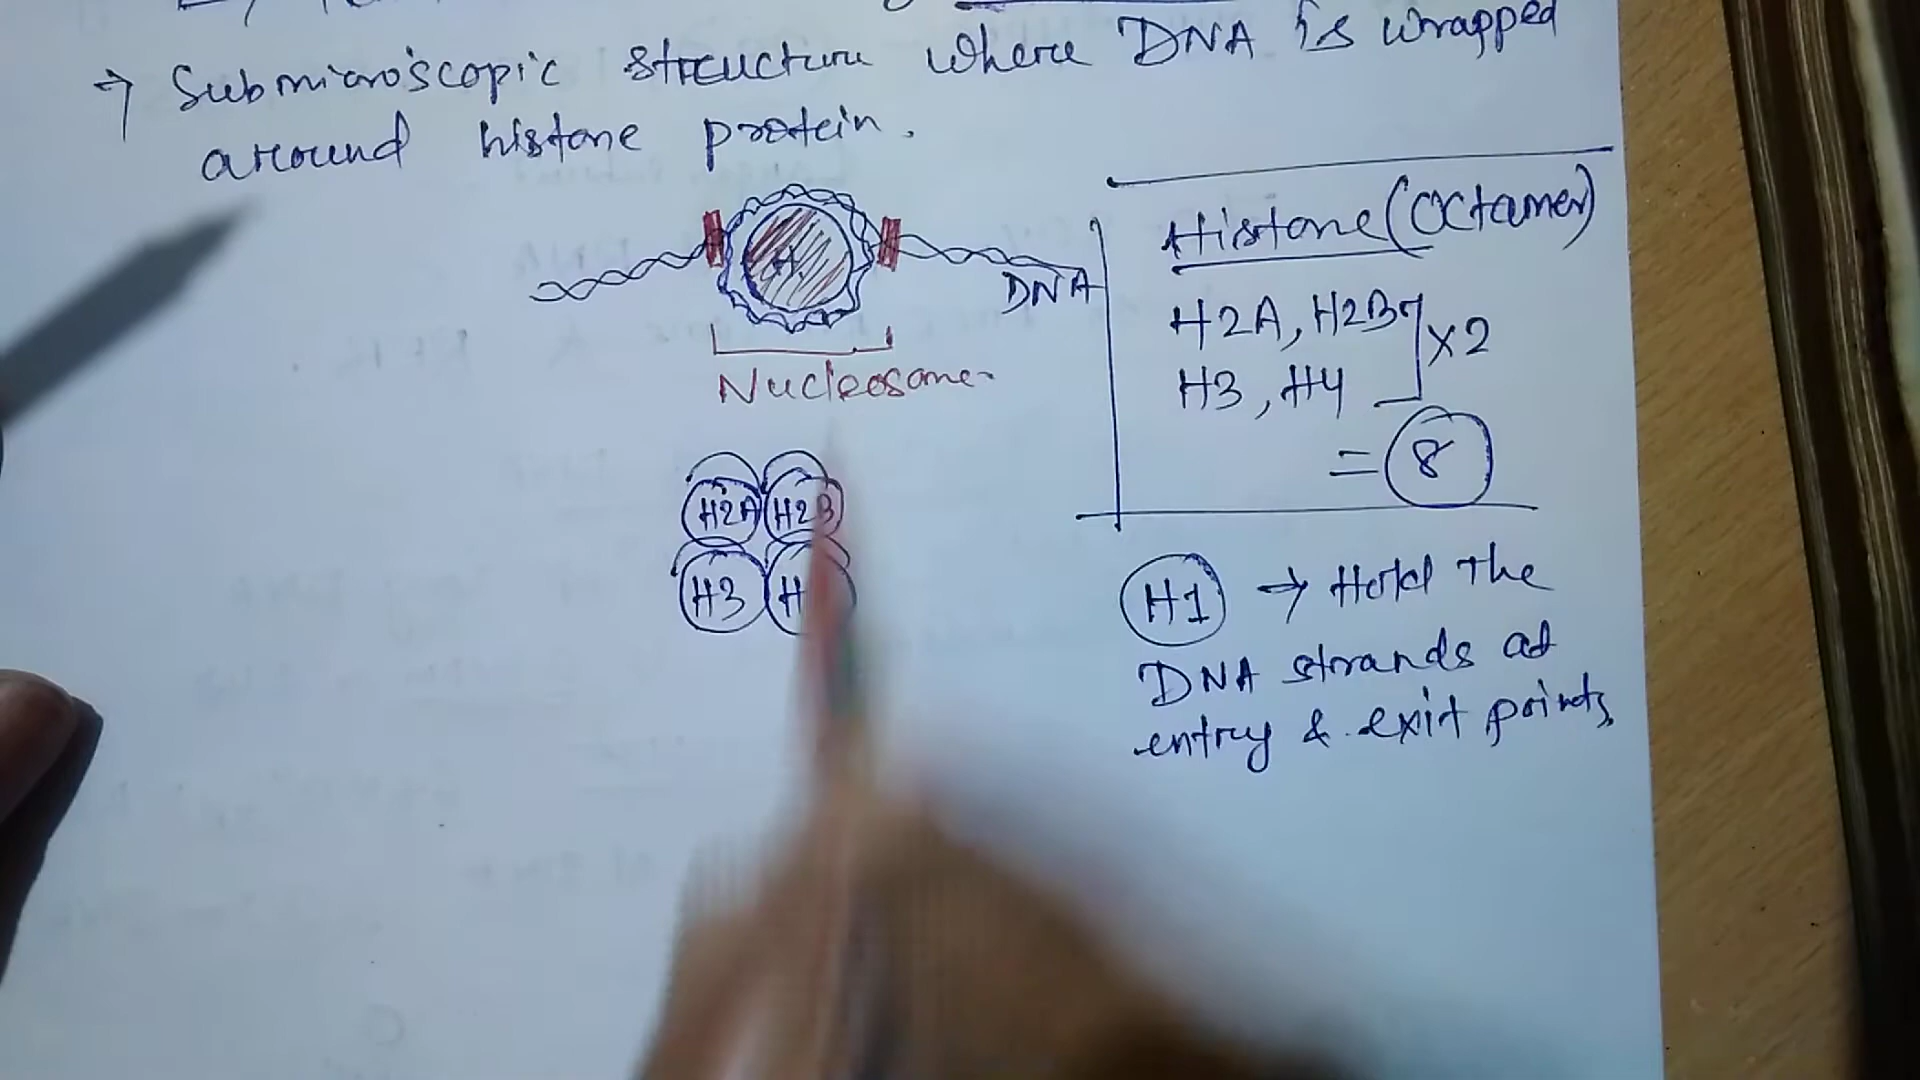 → Submicroscopic structure where DNA is wrapped
around histone protein.
H
DNA
Nucleosome
H2A H2B
H3 H
Histone (Octamer)
H2A, H2B
H3, H4
x2
= 8
H1 → Hold the
DNA strands at
entry & exit points